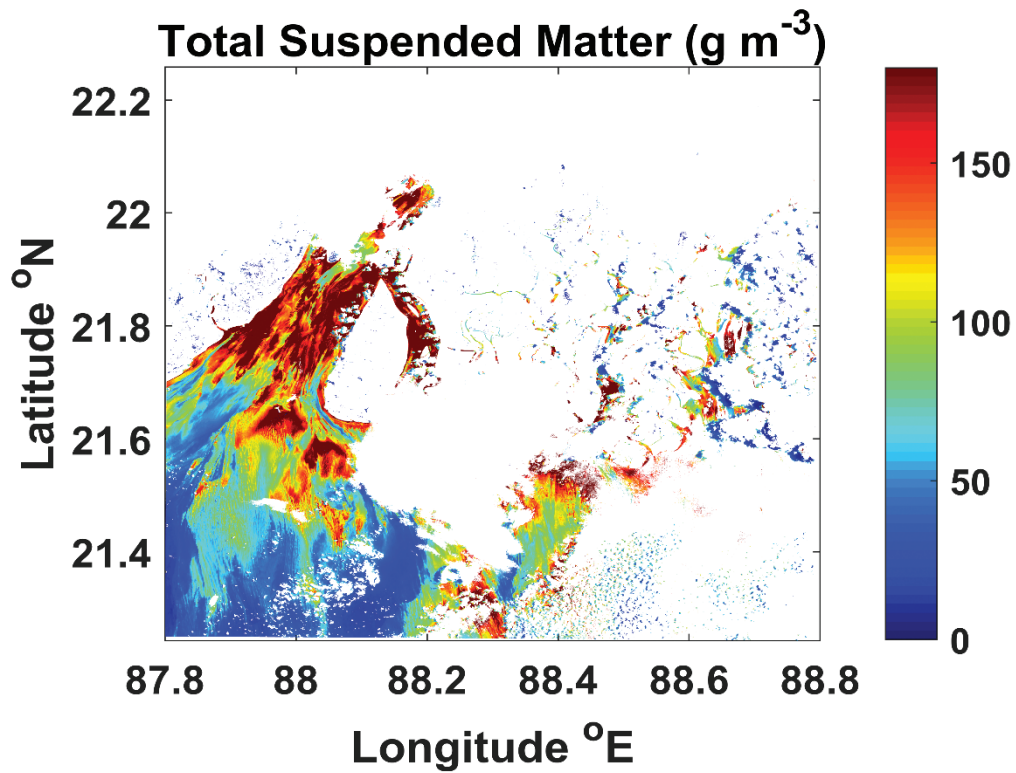 Total Suspended Matter (g m⁻³)
22.2
22
21.8
21.6
21.4
Latitude ᵒN
87.8 88 88.2 88.4 88.6 88.8
Longitude ᵒE
150
100
50
0